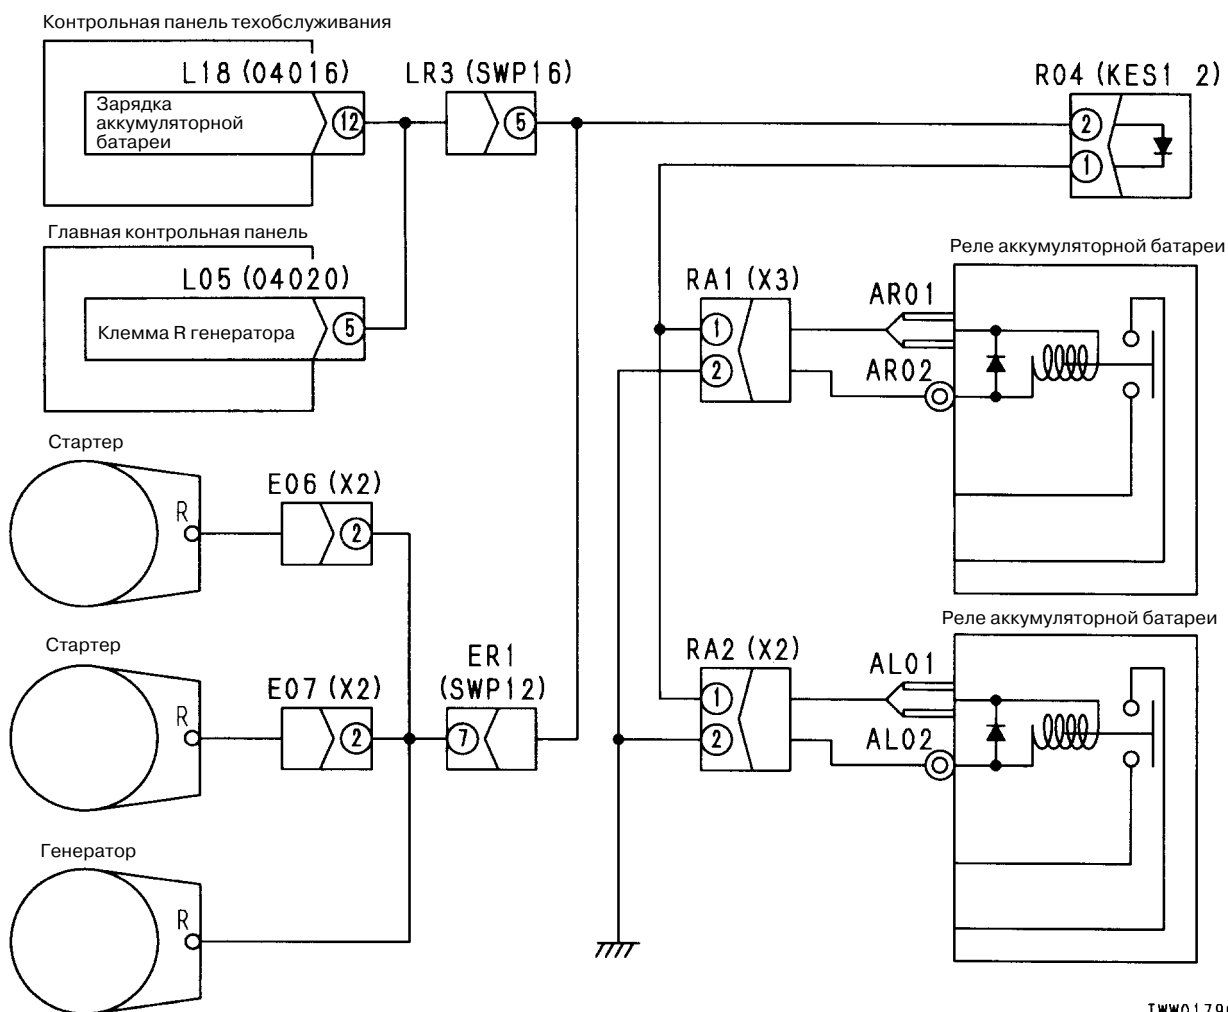 Контрольная панель техобслуживания
L18 (04016)
LR3 (SWP16)
R04 (KES1 2)
Зарядка
аккумуляторной
батареи
12
5
2
1
Главная контрольная панель
L05 (04020)
Клемма R генератора
5
Реле аккумуляторной батареи
RA1 (X3)
AR01
1
2
AR02
Стартер
E06 (X2)
R
2
Реле аккумуляторной батареи
Стартер
ER1
(SWP12)
RA2 (X2)
AL01
E07 (X2)
R
2
7
1
2
AL02
Генератор
R